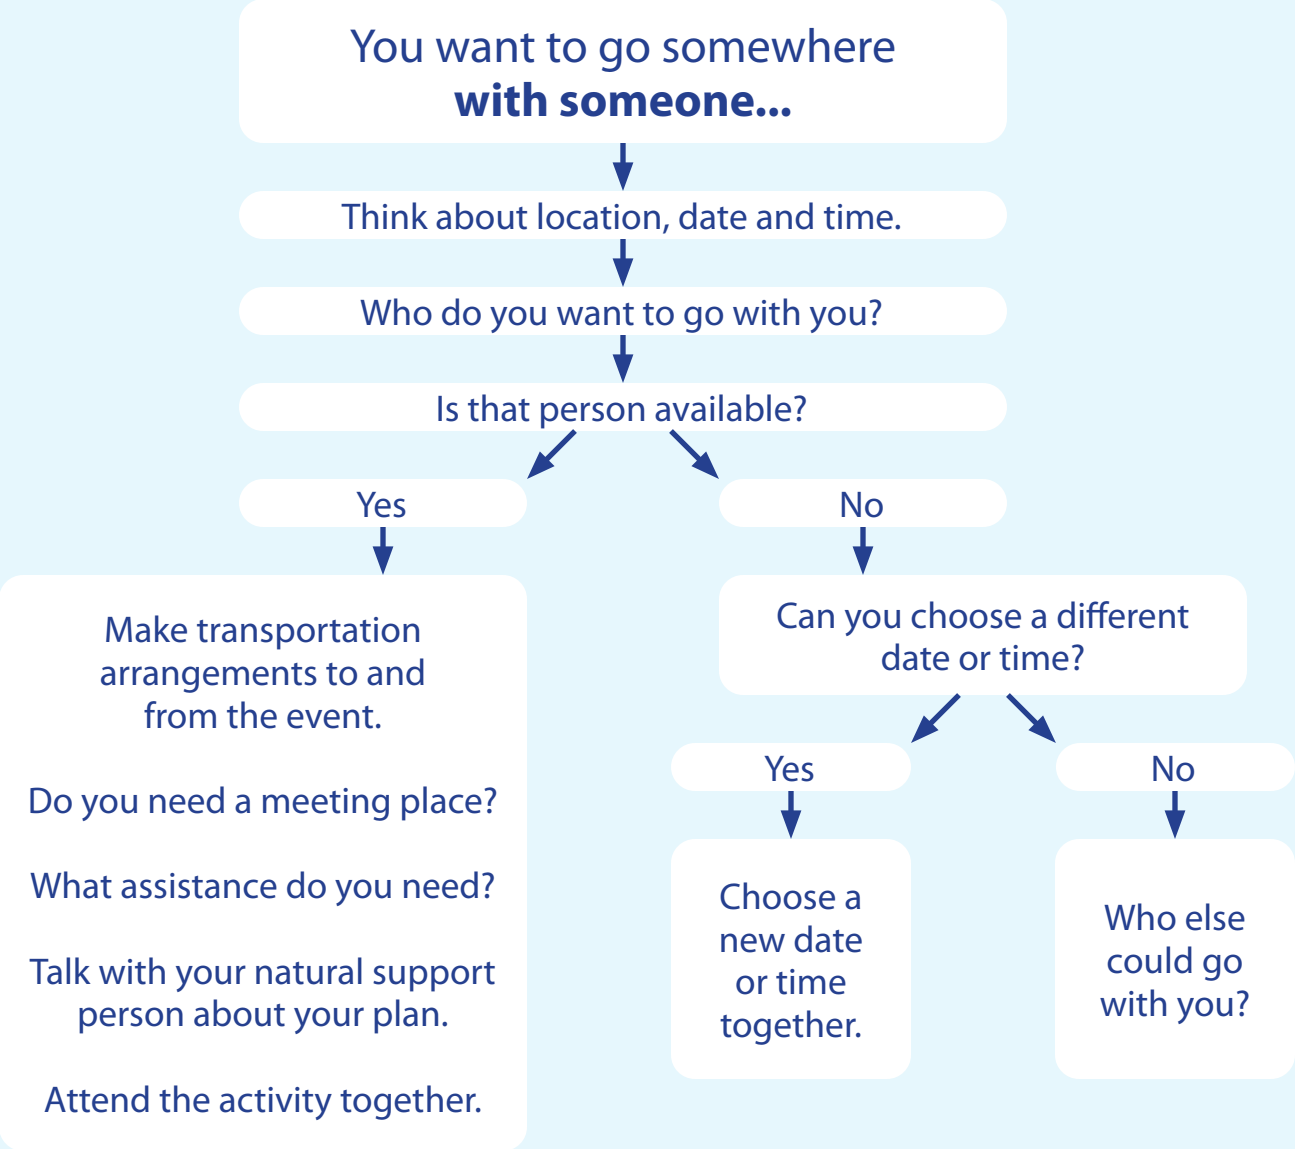 You want to go somewhere
with someone...
Think about location, date and time.
Who do you want to go with you?
Is that person available?
Yes
No
Make transportation
arrangements to and
from the event.
Do you need a meeting place?
What assistance do you need?
Talk with your natural support
person about your plan.
Attend the activity together.
Can you choose a different
date or time?
Yes
No
Choose a
new date
or time
together.
Who else
could go
with you?